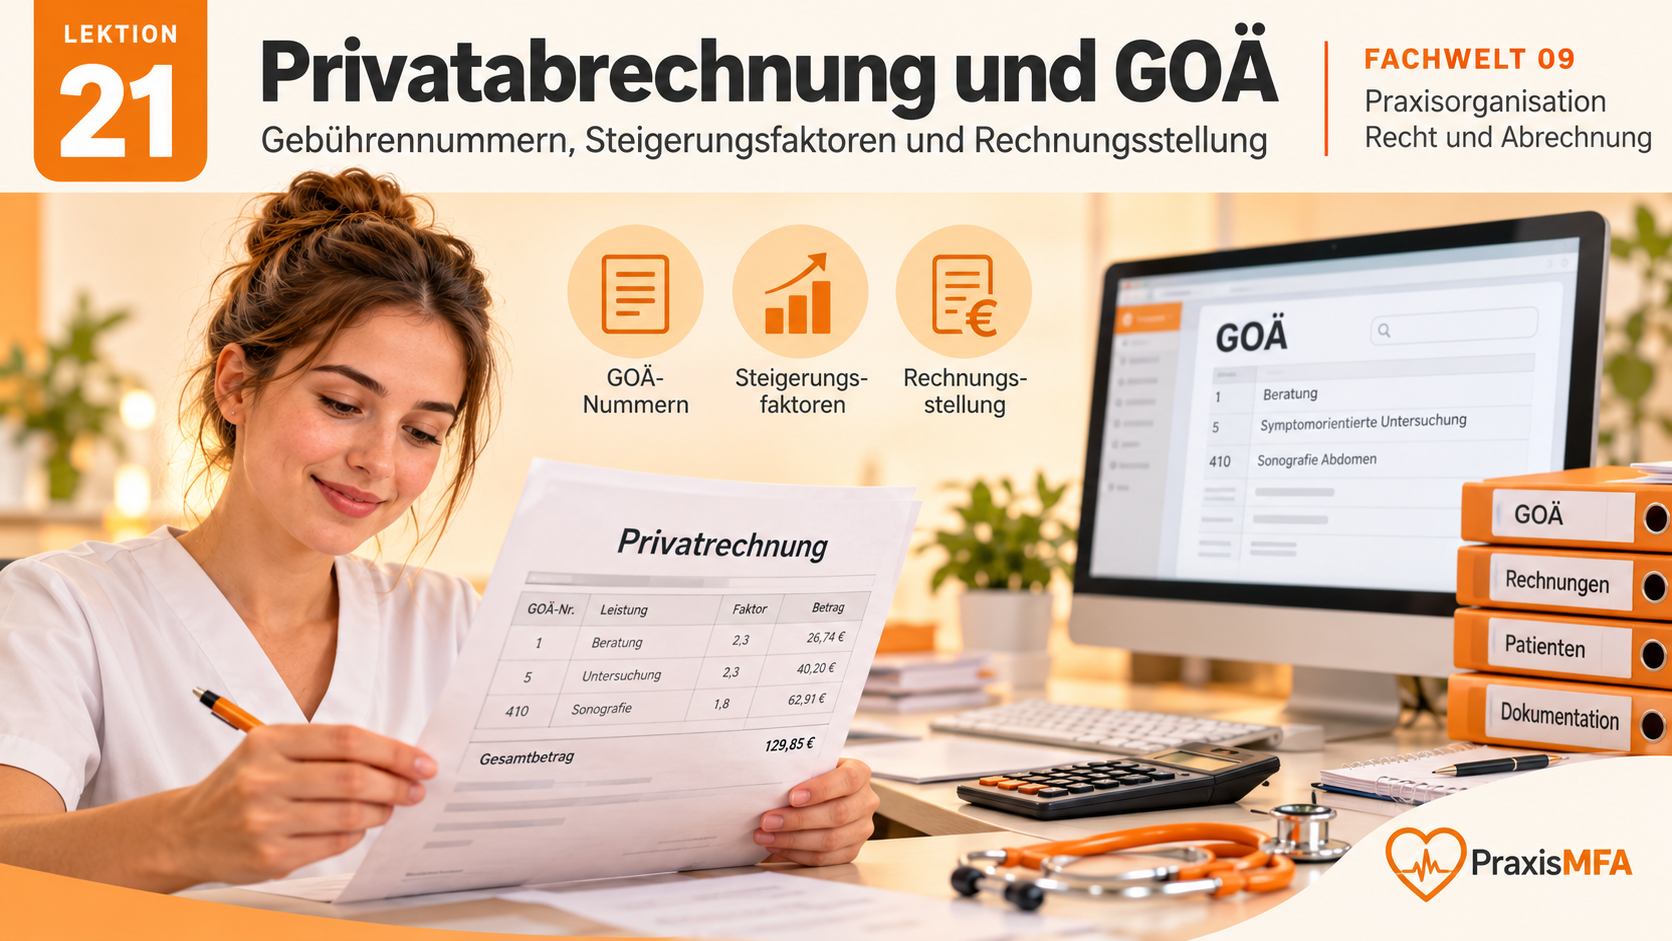 LEKTION
21
Privatabrechnung und GOÄ
Gebührennummern, Steigerungsfaktoren und Rechnungsstellung
FACHWELT 09
Praxisorganisation
Recht und Abrechnung
GOÄ-
Nummern
Steigerungs-
faktoren
Rechnungs-
stellung
GOÄ
1 Beratung
5 Symptomorientierte Untersuchung
410 Sonografie Abdomen
Privatrechnung
GOÄ-Nr. Leistung Faktor Betrag
1 Beratung 2,3 26,74 €
5 Untersuchung 2,3 40,20 €
410 Sonografie 1,8 62,91 €
Gesamtbetrag 129,85 €
GOÄ
Rechnungen
Patienten
Dokumentation
PraxisMFA